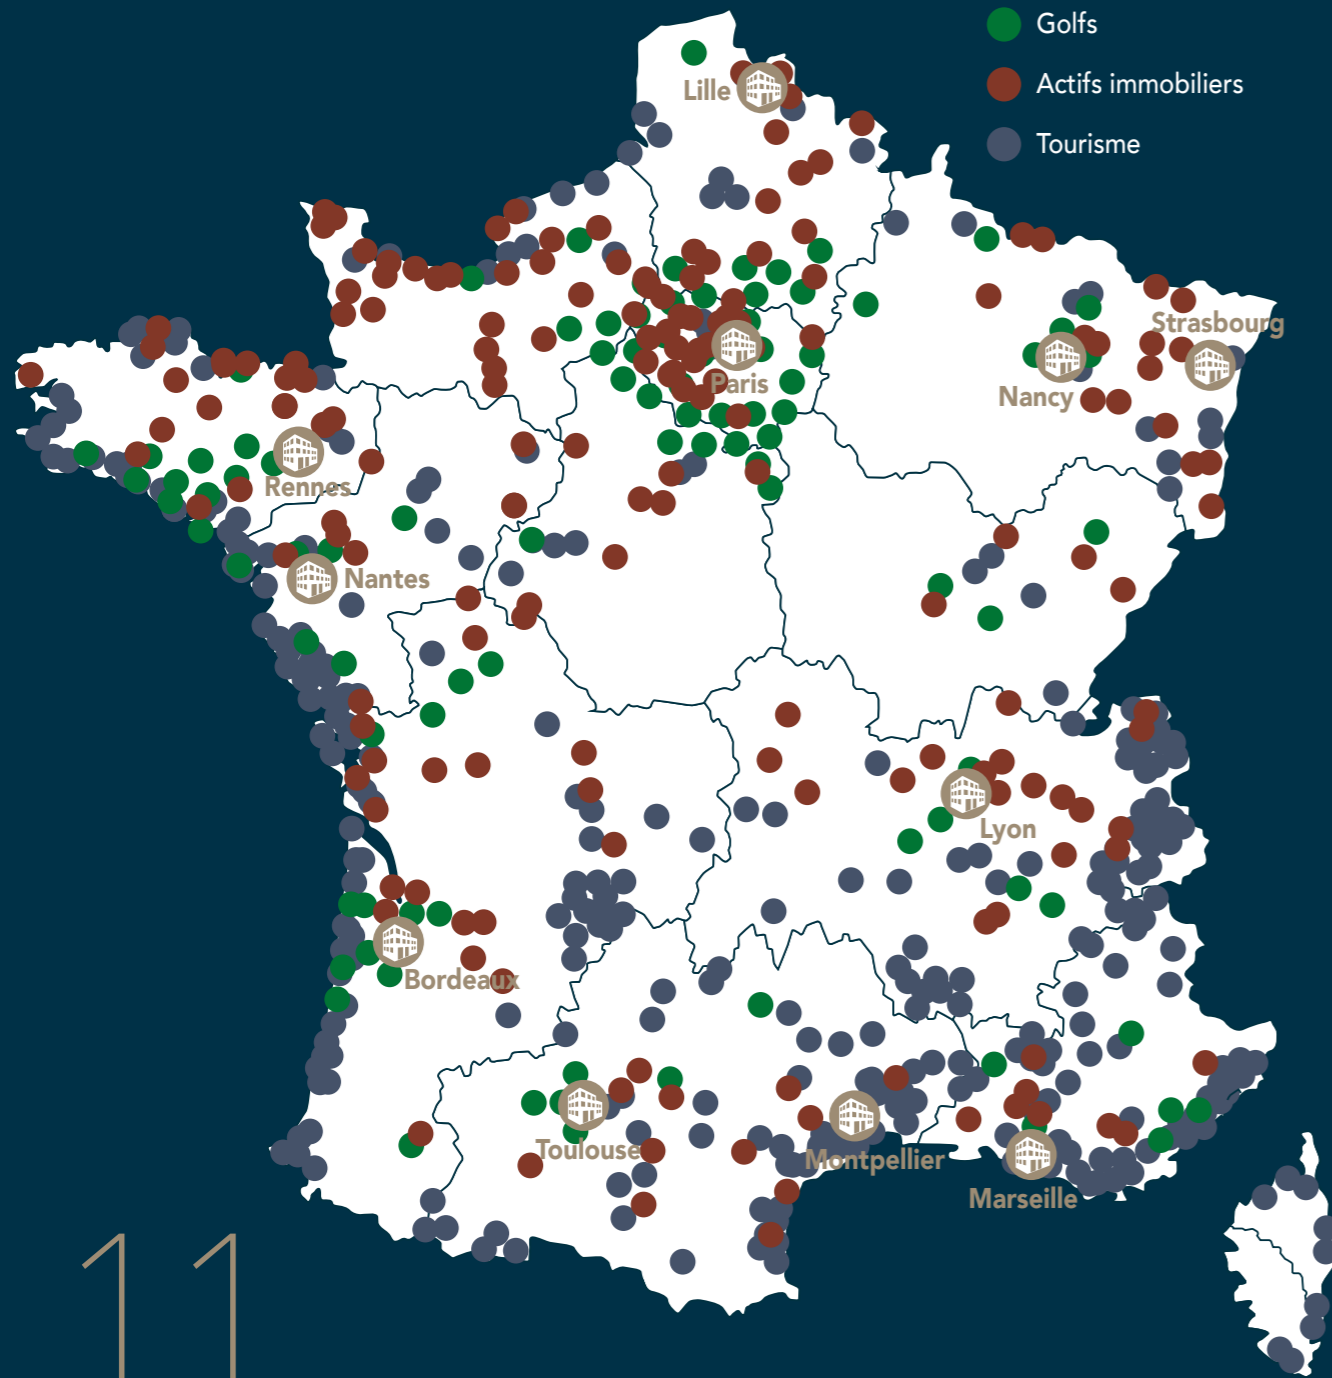 Golfs
Actifs immobiliers
Tourisme
Lille
Strasbourg
Paris
Nancy
Rennes
Nantes
Lyon
Bordeaux
Toulouse
Montpellier
Marseille
11